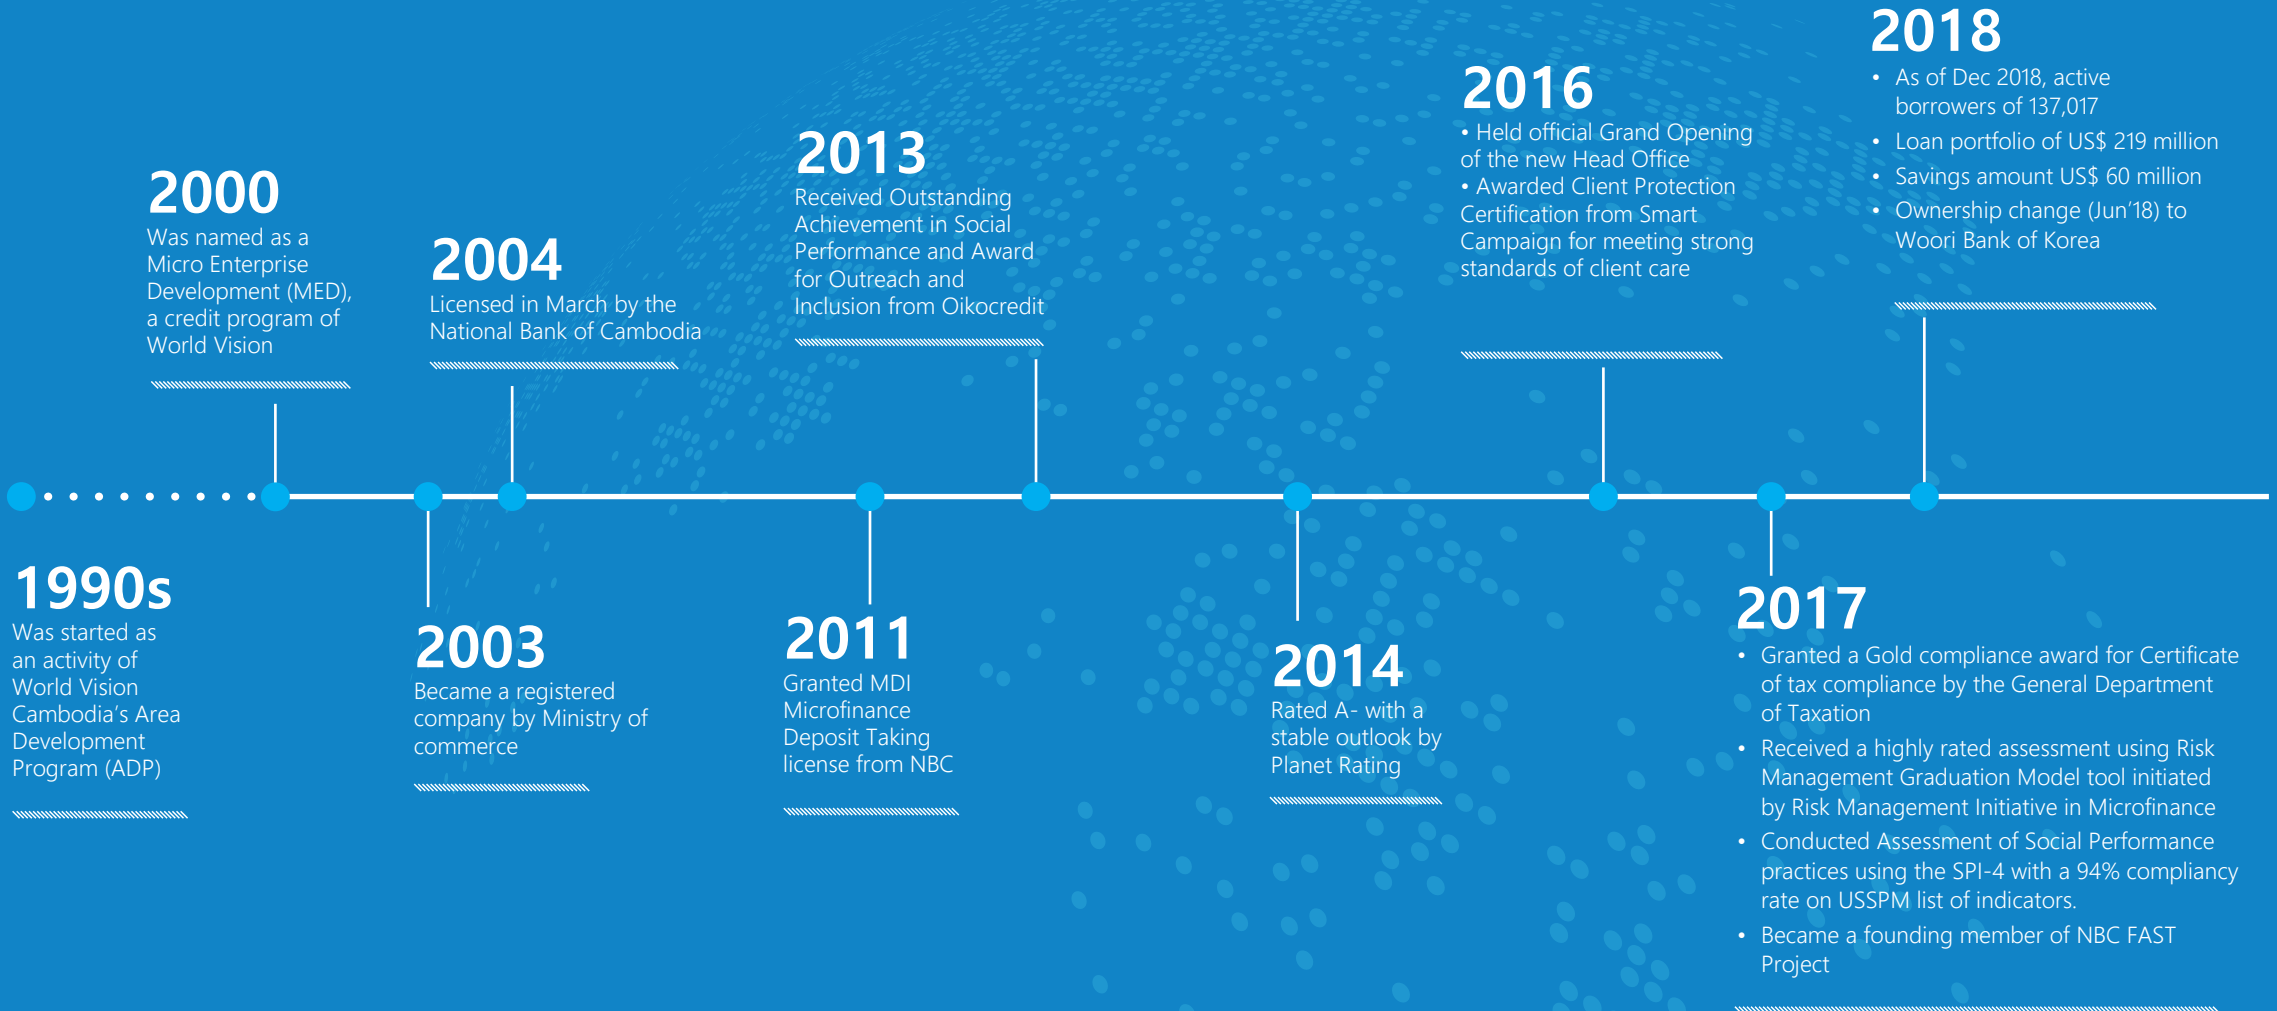 1990s
Was started as
an activity of
World Vision
Cambodia's Area
Development
Program (ADP)
2000
Was named as a
Micro Enterprise
Development (MED),
a credit program of
World Vision
2003
Became a registered
company by Ministry of
commerce
2004
Licensed in March by the
National Bank of Cambodia
2011
Granted MDI
Microfinance
Deposit Taking
license from NBC
2013
Received Outstanding
Achievement in Social
Performance and Award
for Outreach and
Inclusion from Oikocredit
2014
Rated A- with a
stable outlook by
Planet Rating
2016
• Held official Grand Opening
of the new Head Office
• Awarded Client Protection
Certification from Smart
Campaign for meeting strong
standards of client care
2017
• Granted a Gold compliance award for Certificate
of tax compliance by the General Department
of Taxation
• Received a highly rated assessment using Risk
Management Graduation Model tool initiated
by Risk Management Initiative in Microfinance
• Conducted Assessment of Social Performance
practices using the SPI-4 with a 94% compliancy
rate on USSPM list of indicators.
• Became a founding member of NBC FAST
Project
2018
• As of Dec 2018, active
borrowers of 137,017
• Loan portfolio of US$ 219 million
• Savings amount US$ 60 million
• Ownership change (Jun'18) to
Woori Bank of Korea